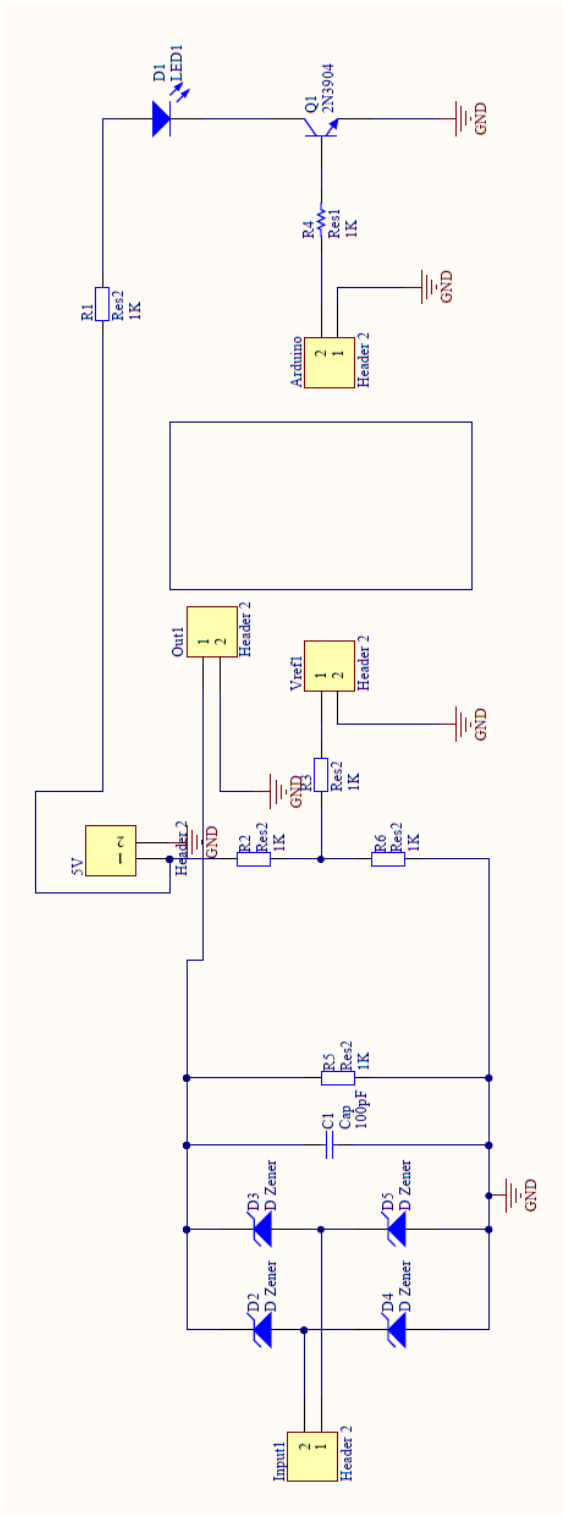 D1
LED1
Q1
2N3904
GND
R4
Res1
1K
GND
R1
Res2
1K
Arduino
2
1
Header 2
Out1
1
2
Header 2
Vref1
1
2
Header 2
GND
GND
R3
Res2
1K
5V
1
2
Header 2
GND
R2
Res2
1K
R6
Res2
1K
R5
Res2
1K
C1
Cap
100pF
D3
D Zener
D5
D Zener
GND
D2
D Zener
D4
D Zener
Input1
2
1
Header 2